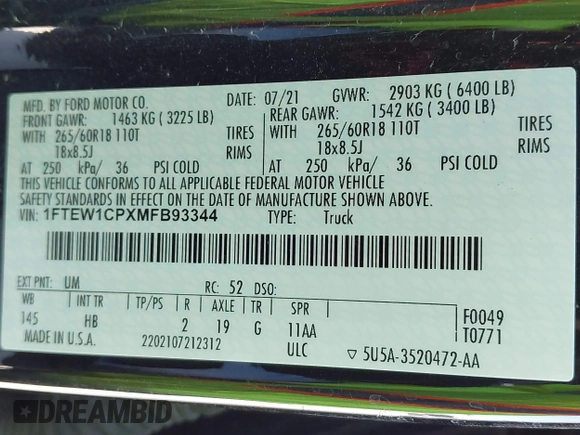 MFD. BY FORD MOTOR CO. DATE: 07/21 GVWR: 2903 KG ( 6400 LB)
FRONT GAWR: 1463 KG ( 3225 LB) REAR GAWR: 1542 KG ( 3400 LB)
WITH 265/60R18 110T TIRES WITH 265/60R18 110T TIRES
18x8.5J RIMS 18x8.5J RIMS
AT 250 kPa/ 36 PSI COLD AT 250 kPa/ 36 PSI COLD
THIS VEHICLE CONFORMS TO ALL APPLICABLE FEDERAL MOTOR VEHICLE
SAFETY STANDARDS IN EFFECT ON THE DATE OF MANUFACTURE SHOWN ABOVE.
VIN: 1FTEW1CPXMFB93344 TYPE: Truck
EXT PNT: UM RC: 52 DSO:
WB INT TR TP/PS R AXLE TR SPR F0049
145 HB 2 19 G 11AA T0771
MADE IN U.S.A. 2202107212312 ULC ▽ 5U5A-3520472-AA
DREAMBID